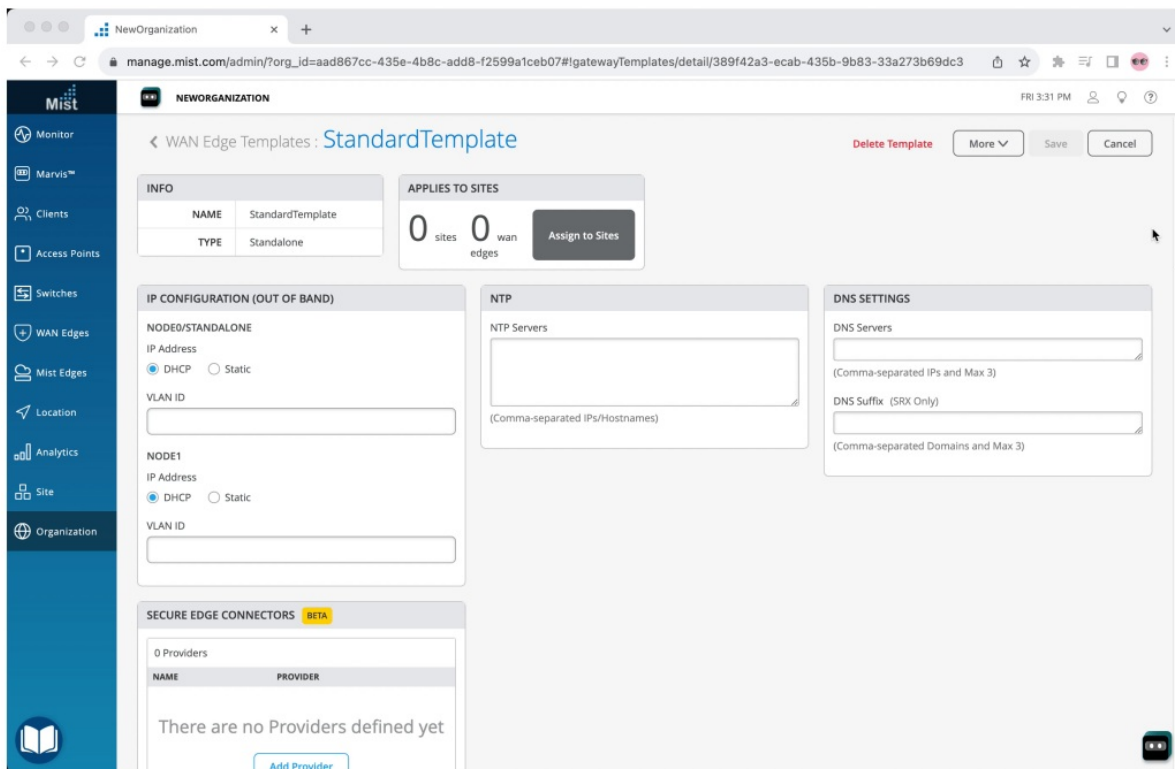 NewOrganization
manage.mist.com/admin/?org_id=aad867cc-435e-4b8c-add8-f2599a1ceb07#!gatewayTemplates/detail/389f42a3-ecab-435b-9b83-33a273b69dc3
Mist
NEWORGANIZATION
FRI 3:31 PM
Monitor
Marvis™
Clients
Access Points
Switches
WAN Edges
Mist Edges
Location
Analytics
Site
Organization
WAN Edge Templates : StandardTemplate
Delete Template
More
Save
Cancel
INFO
NAME StandardTemplate
TYPE Standalone
APPLIES TO SITES
0 sites 0 wan edges
Assign to Sites
IP CONFIGURATION (OUT OF BAND)
NODE0/STANDALONE
IP Address
DHCP Static
VLAN ID
NODE1
IP Address
DHCP Static
VLAN ID
NTP
NTP Servers
(Comma-separated IPs/Hostnames)
DNS SETTINGS
DNS Servers
(Comma-separated IPs and Max 3)
DNS Suffix (SRX Only)
(Comma-separated Domains and Max 3)
SECURE EDGE CONNECTORS BETA
0 Providers
NAME PROVIDER
There are no Providers defined yet
Add Provider